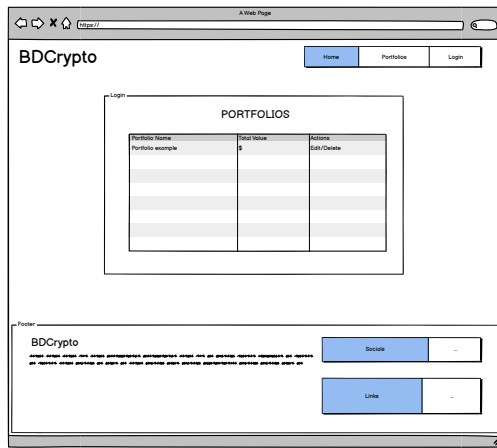 A Web Page
https://
BDCrypto
Home Portfolios Login
Login
PORTFOLIOS
Portfolio Name Total Value Actions
Portfolio example $ Edit/Delete
Footer
BDCrypto
Socials ...
Links ...